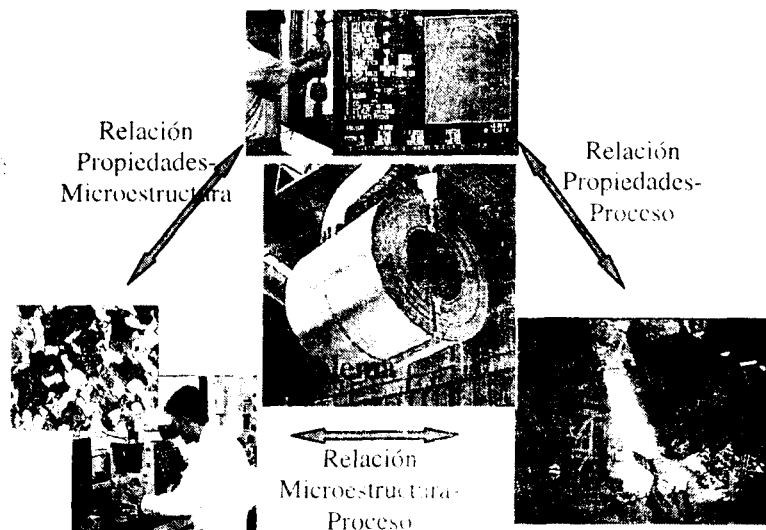 Relación
Propiedades-
Microestructura
Relación
Propiedades-
Proceso
Relación
Microestructura-
Proceso